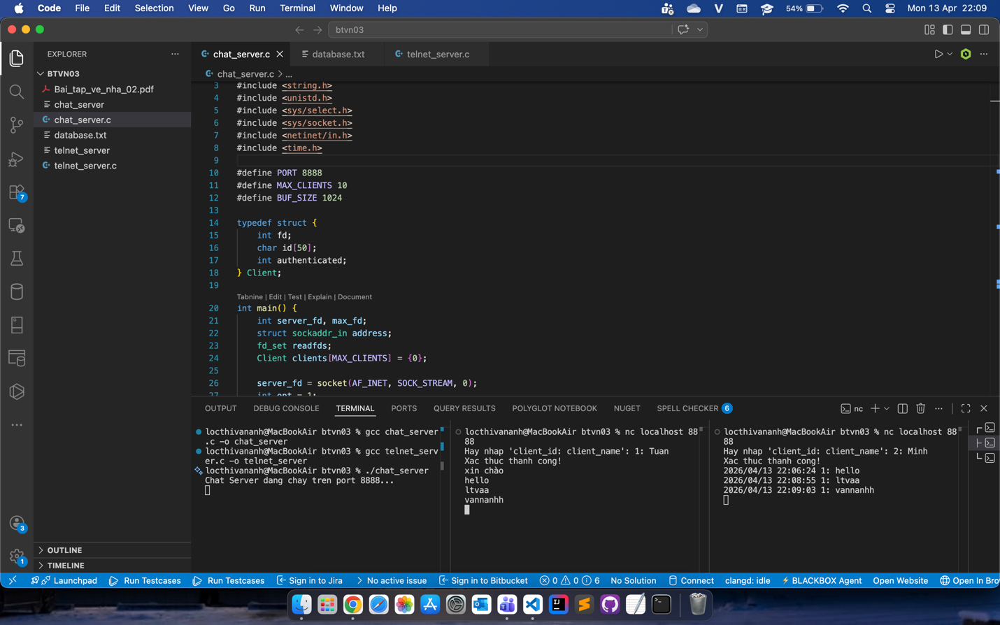 Code File Edit Selection View Go Run Terminal Window Help
54%
Mon 13 Apr 22:09
btvn03
EXPLORER
BTVN03
Bai_tap_ve_nha_02.pdf
chat_server
chat_server.c
database.txt
telnet_server
telnet_server.c
OUTLINE
TIMELINE
7
3
1
chat_server.c
database.txt
telnet_server.c
chat_server.c > ...
3 #include <string.h>
4 #include <unistd.h>
5 #include <sys/select.h>
6 #include <sys/socket.h>
7 #include <netinet/in.h>
8 #include <time.h>
9
10 #define PORT 8888
11 #define MAX_CLIENTS 10
12 #define BUF_SIZE 1024
13
14 typedef struct {
15 int fd;
16 char id[50];
17 int authenticated;
18 } Client;
19
Tabnine | Edit | Test | Explain | Document
20 int main() {
21 int server_fd, max_fd;
22 struct sockaddr_in address;
23 fd_set readfds;
24 Client clients[MAX_CLIENTS] = {0};
25
26 server_fd = socket(AF_INET, SOCK_STREAM, 0);
27 int opt = 1;
OUTPUT DEBUG CONSOLE TERMINAL PORTS QUERY RESULTS POLYGLOT NOTEBOOK NUGET SPELL CHECKER 6
nc
locthivananh@MacBookAir btvn03 % gcc chat_server
.c -o chat_server
locthivananh@MacBookAir btvn03 % gcc telnet_serv
er.c -o telnet_server
locthivananh@MacBookAir btvn03 % ./chat_server
Chat Server dang chay tren port 8888...
locthivananh@MacBookAir btvn03 % nc localhost 88
88
Hay nhap 'client_id: client_name': 1: Tuan
Xac thuc thanh cong!
xin chào
hello
ltvaa
vannanhh
locthivananh@MacBookAir btvn03 % nc localhost 88
88
Hay nhap 'client_id: client_name': 2: Minh
Xac thuc thanh cong!
2026/04/13 22:06:24 1: hello
2026/04/13 22:08:55 1: ltvaa
2026/04/13 22:09:03 1: vannanhh
Launchpad Run Testcases Run Testcases Sign in to Jira No active issue Sign in to Bitbucket 0 0 6 No Solution Connect clangd: idle BLACKBOX Agent Open Website Open In Bro